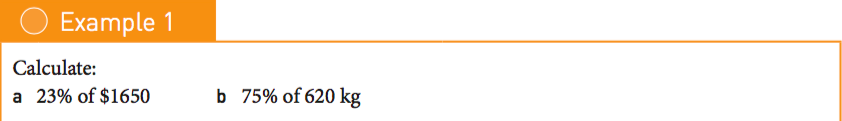 Example 1
Calculate:
a 23% of $1650 b 75% of 620 kg